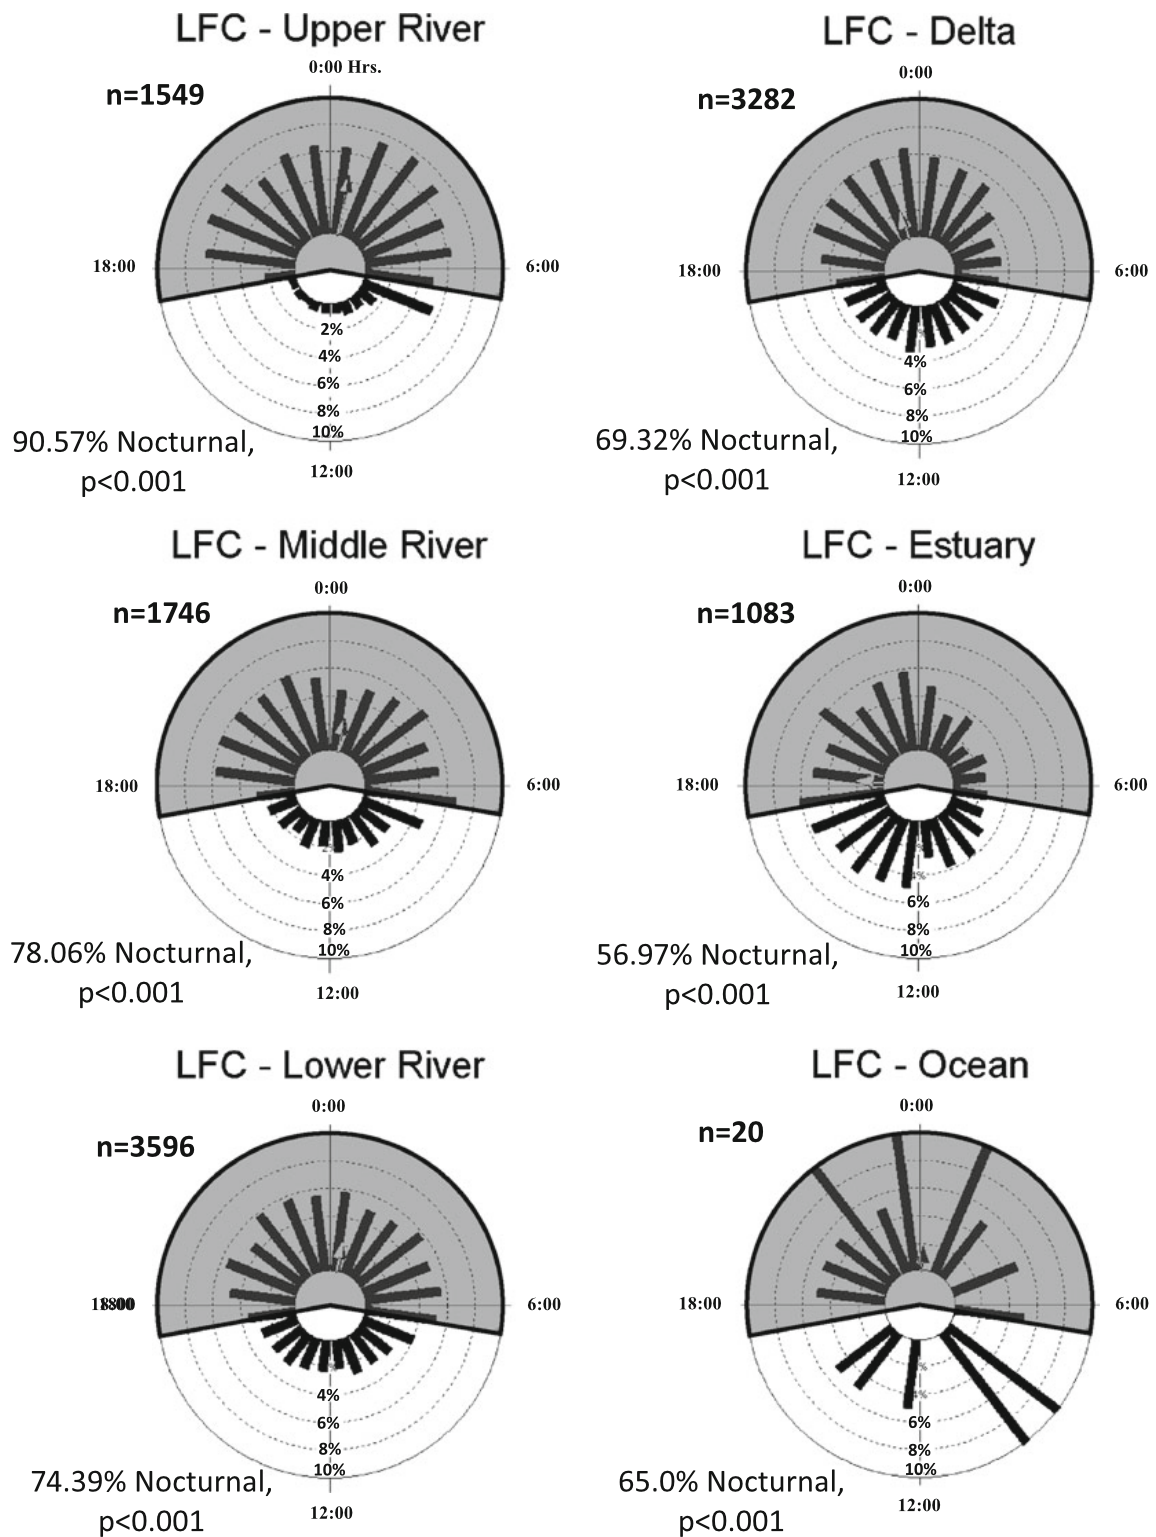 LFC - Upper River
0:00 Hrs.
n=1549
18:00
6:00
2%
4%
6%
8%
10%
90.57% Nocturnal,
p<0.001
12:00
LFC - Delta
0:00
n=3282
18:00
6:00
4%
6%
8%
10%
69.32% Nocturnal,
p<0.001
12:00
LFC - Middle River
0:00
n=1746
18:00
6:00
4%
6%
8%
10%
78.06% Nocturnal,
p<0.001
12:00
LFC - Estuary
0:00
n=1083
18:00
6:00
4%
6%
8%
10%
56.97% Nocturnal,
p<0.001
12:00
LFC - Lower River
0:00
n=3596
6:00
4%
6%
8%
10%
74.39% Nocturnal,
p<0.001
12:00
LFC - Ocean
0:00
n=20
18:00
6:00
4%
6%
8%
10%
65.0% Nocturnal,
p<0.001
12:00